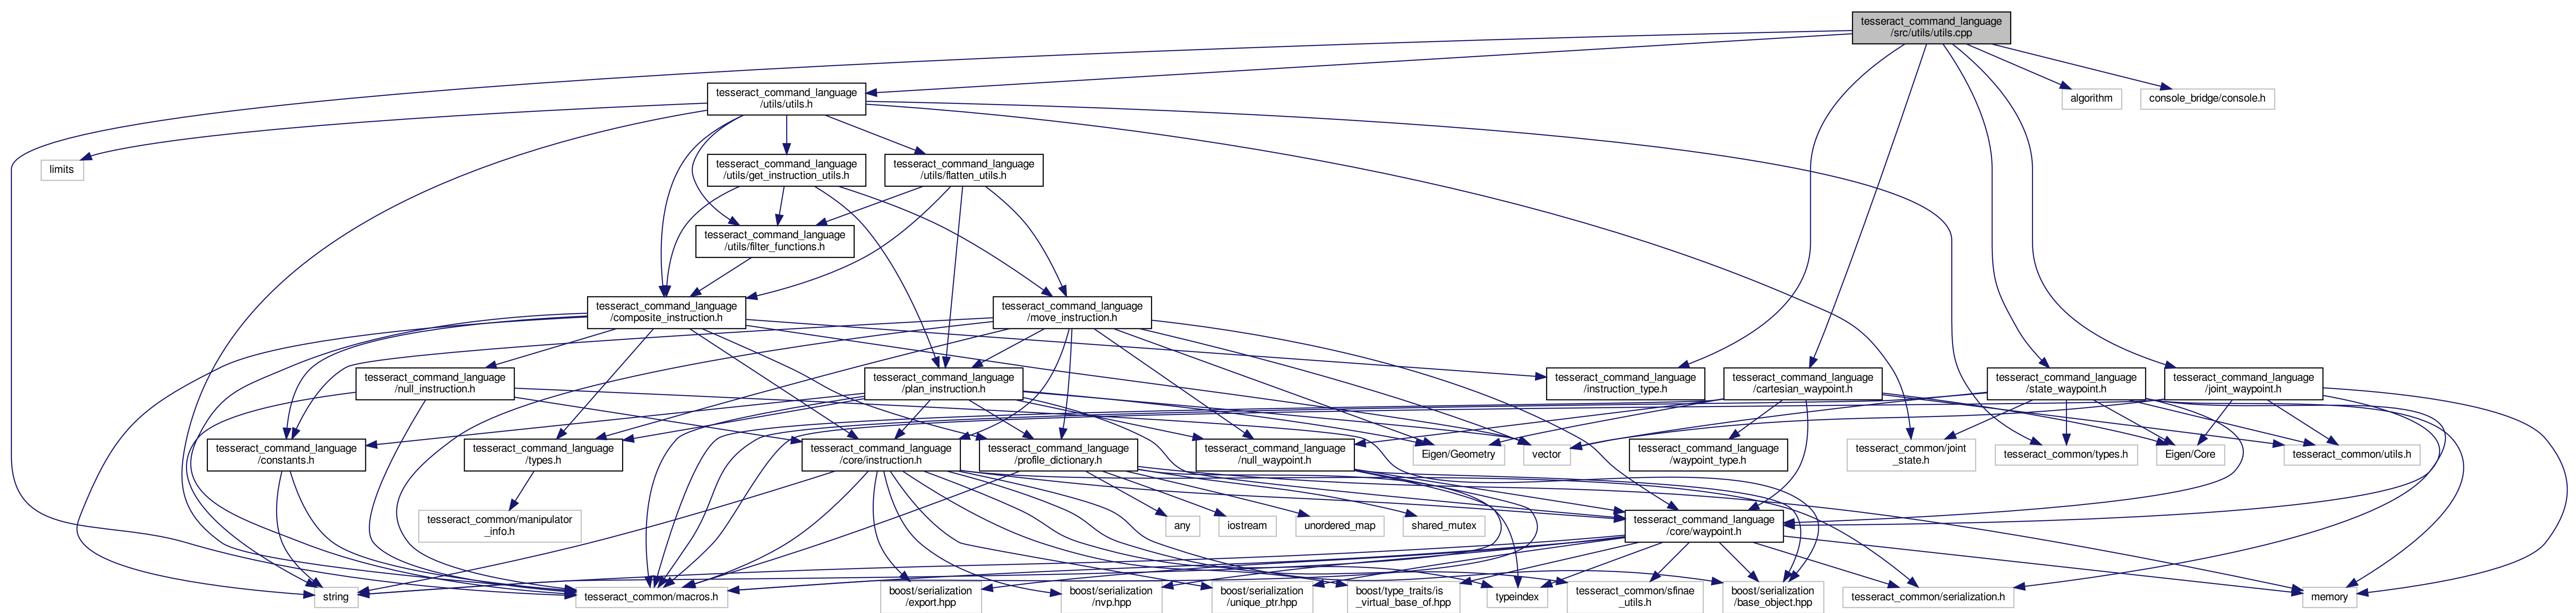 tesseract_command_language
/src/utils/utils.cpp
tesseract_command_language
/utils/utils.h
algorithm
console_bridge/console.h
limits
tesseract_command_language
/utils/get_instruction_utils.h
tesseract_command_language
/utils/flatten_utils.h
tesseract_command_language
/utils/filter_functions.h
tesseract_command_language
/composite_instruction.h
tesseract_command_language
/move_instruction.h
tesseract_command_language
/null_instruction.h
tesseract_command_language
/plan_instruction.h
tesseract_command_language
/instruction_type.h
tesseract_command_language
/cartesian_waypoint.h
tesseract_command_language
/state_waypoint.h
tesseract_command_language
/joint_waypoint.h
tesseract_command_language
/constants.h
tesseract_command_language
/types.h
tesseract_command_language
/core/instruction.h
tesseract_command_language
/profile_dictionary.h
tesseract_command_language
/null_waypoint.h
Eigen/Geometry
vector
tesseract_command_language
/waypoint_type.h
tesseract_common/joint
_state.h
tesseract_common/types.h
Eigen/Core
tesseract_common/utils.h
tesseract_common/manipulator
_info.h
any
iostream
unordered_map
shared_mutex
tesseract_command_language
/core/waypoint.h
string
tesseract_common/macros.h
boost/serialization
/export.hpp
boost/serialization
/nvp.hpp
boost/serialization
/unique_ptr.hpp
boost/type_traits/is
_virtual_base_of.hpp
typeindex
tesseract_common/sfinae
_utils.h
boost/serialization
/base_object.hpp
tesseract_common/serialization.h
memory